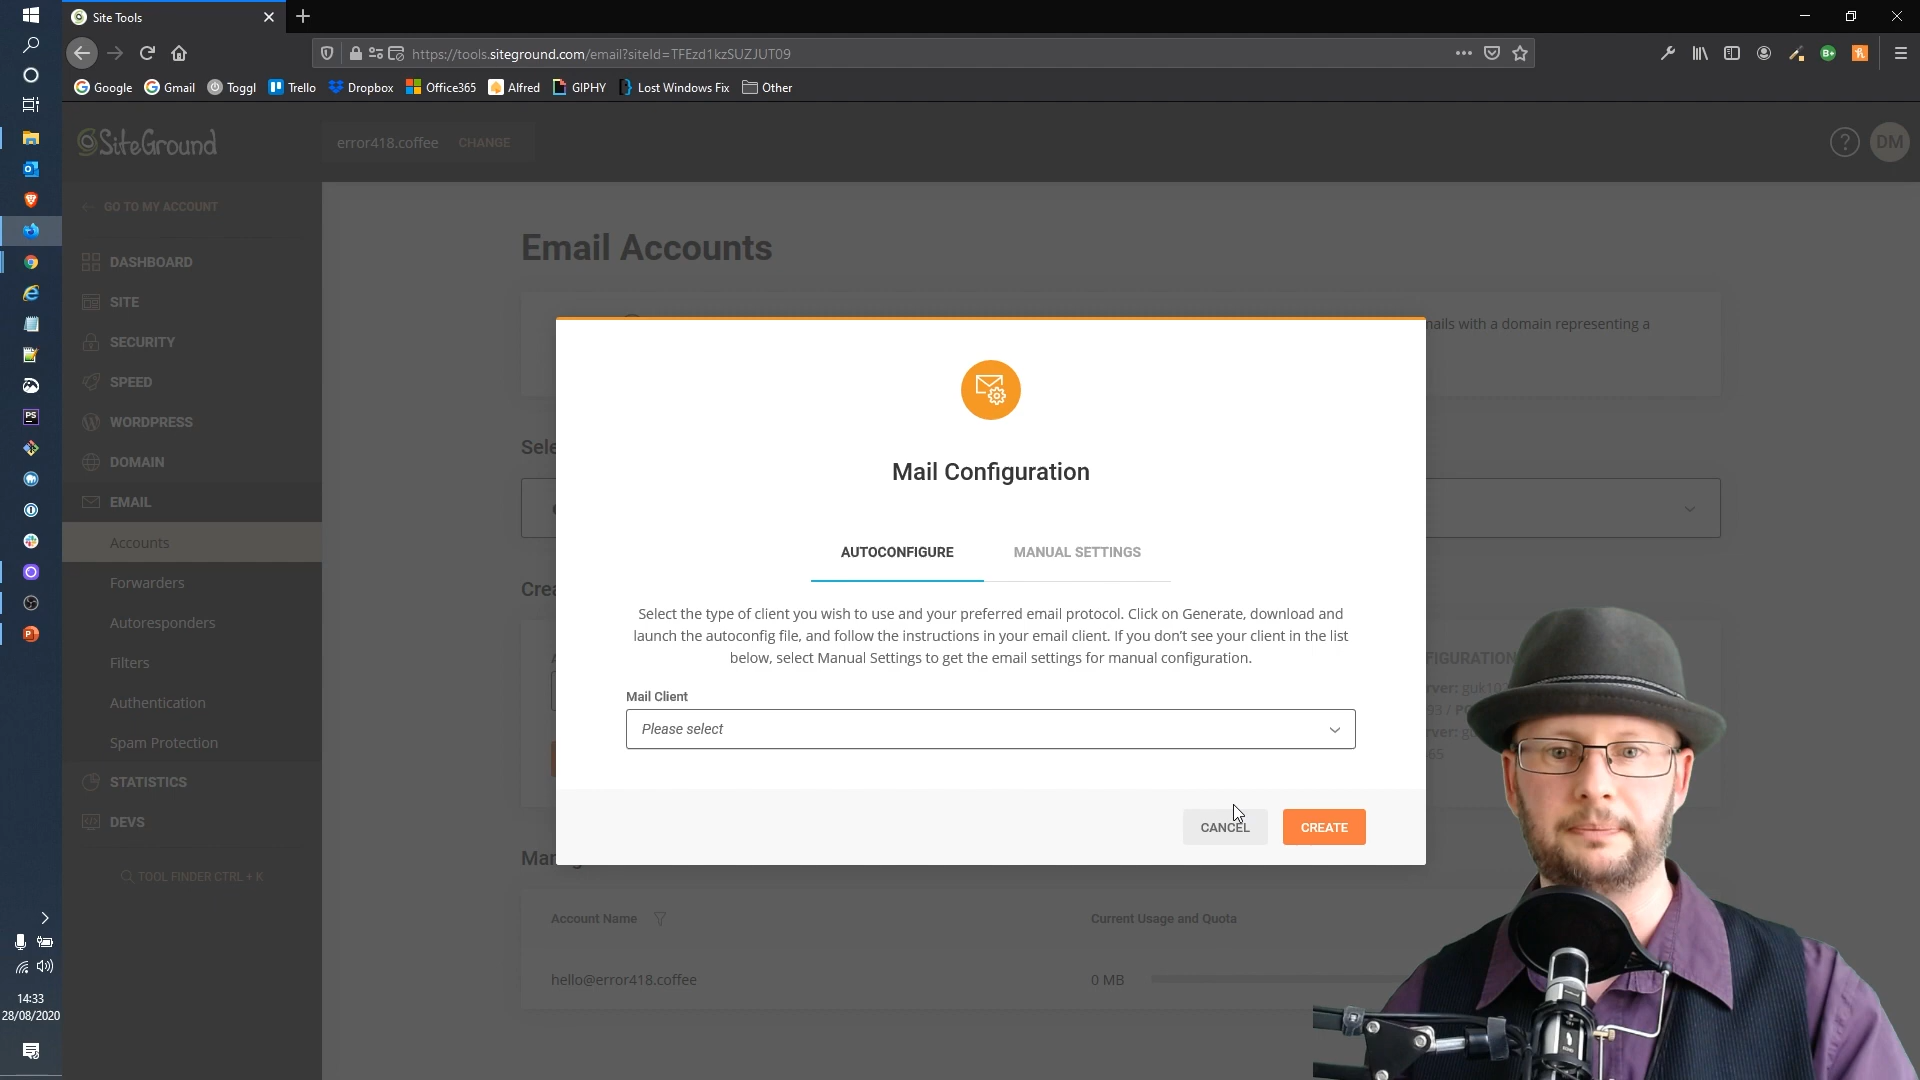 Site Tools
https://tools.siteground.com/email?siteId=TFEzd1kzSUZJUT09
Google Gmail Toggl Trello Dropbox Office365 Alfred GIPHY Lost Windows Fix Other
SiteGround
error418.coffee CHANGE
? DM
GO TO MY ACCOUNT
DASHBOARD
SITE
SECURITY
SPEED
WORDPRESS
DOMAIN
EMAIL
Accounts
Forwarders
Autoresponders
Filters
Authentication
Spam Protection
STATISTICS
DEVS
TOOL FINDER CTRL + K
Email Accounts
with a domain representing a
Mail Configuration
AUTOCONFIGURE MANUAL SETTINGS
Select the type of client you wish to use and your preferred email protocol. Click on Generate, download and
launch the autoconfig file, and follow the instructions in your email client. If you don't see your client in the list
below, select Manual Settings to get the email settings for manual configuration.
Mail Client
Please select
CANCEL CREATE
Account Name Current Usage and Quota
hello@error418.coffee 0 MB
14:33
28/08/2020